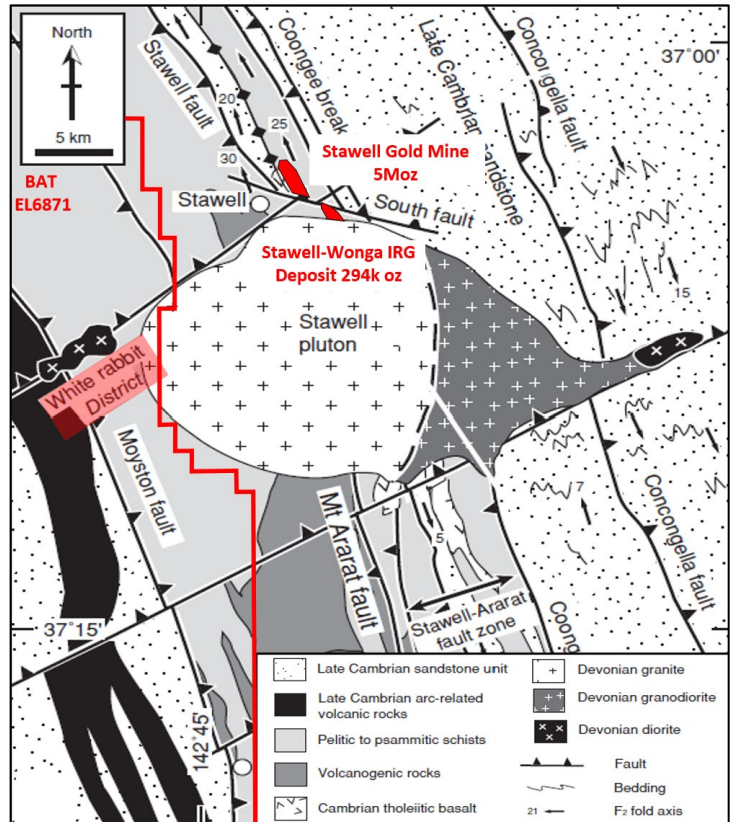 North
5 km
BAT
EL6871
Stawell fault
20
25
30
Coongee break
Late Cambrian sandstone
Concongella fault
37°00'
Stawell Gold Mine
5Moz
Stawell
South fault
Stawell-Wonga IRG
Deposit 294k oz
15
Stawell
pluton
White rabbit
District
Moyston fault
Mt Ararat fault
7
5
Concongella fault
Stawell-Ararat
fault zone
Coong
37°15'
142°45'
Late Cambrian sandstone unit
Late Cambrian arc-related
volcanic rocks
Pelitic to psammitic schists
Volcanogenic rocks
Cambrian tholeiitic basalt
Devonian granite
Devonian granodiorite
Devonian diorite
Fault
Bedding
21
F2 fold axis